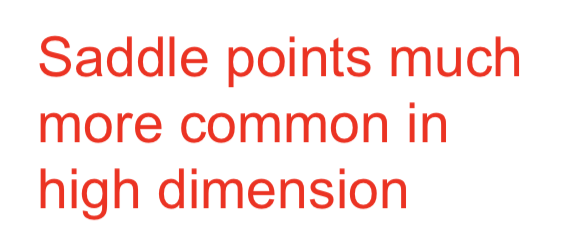 Saddle points much
more common in
high dimension